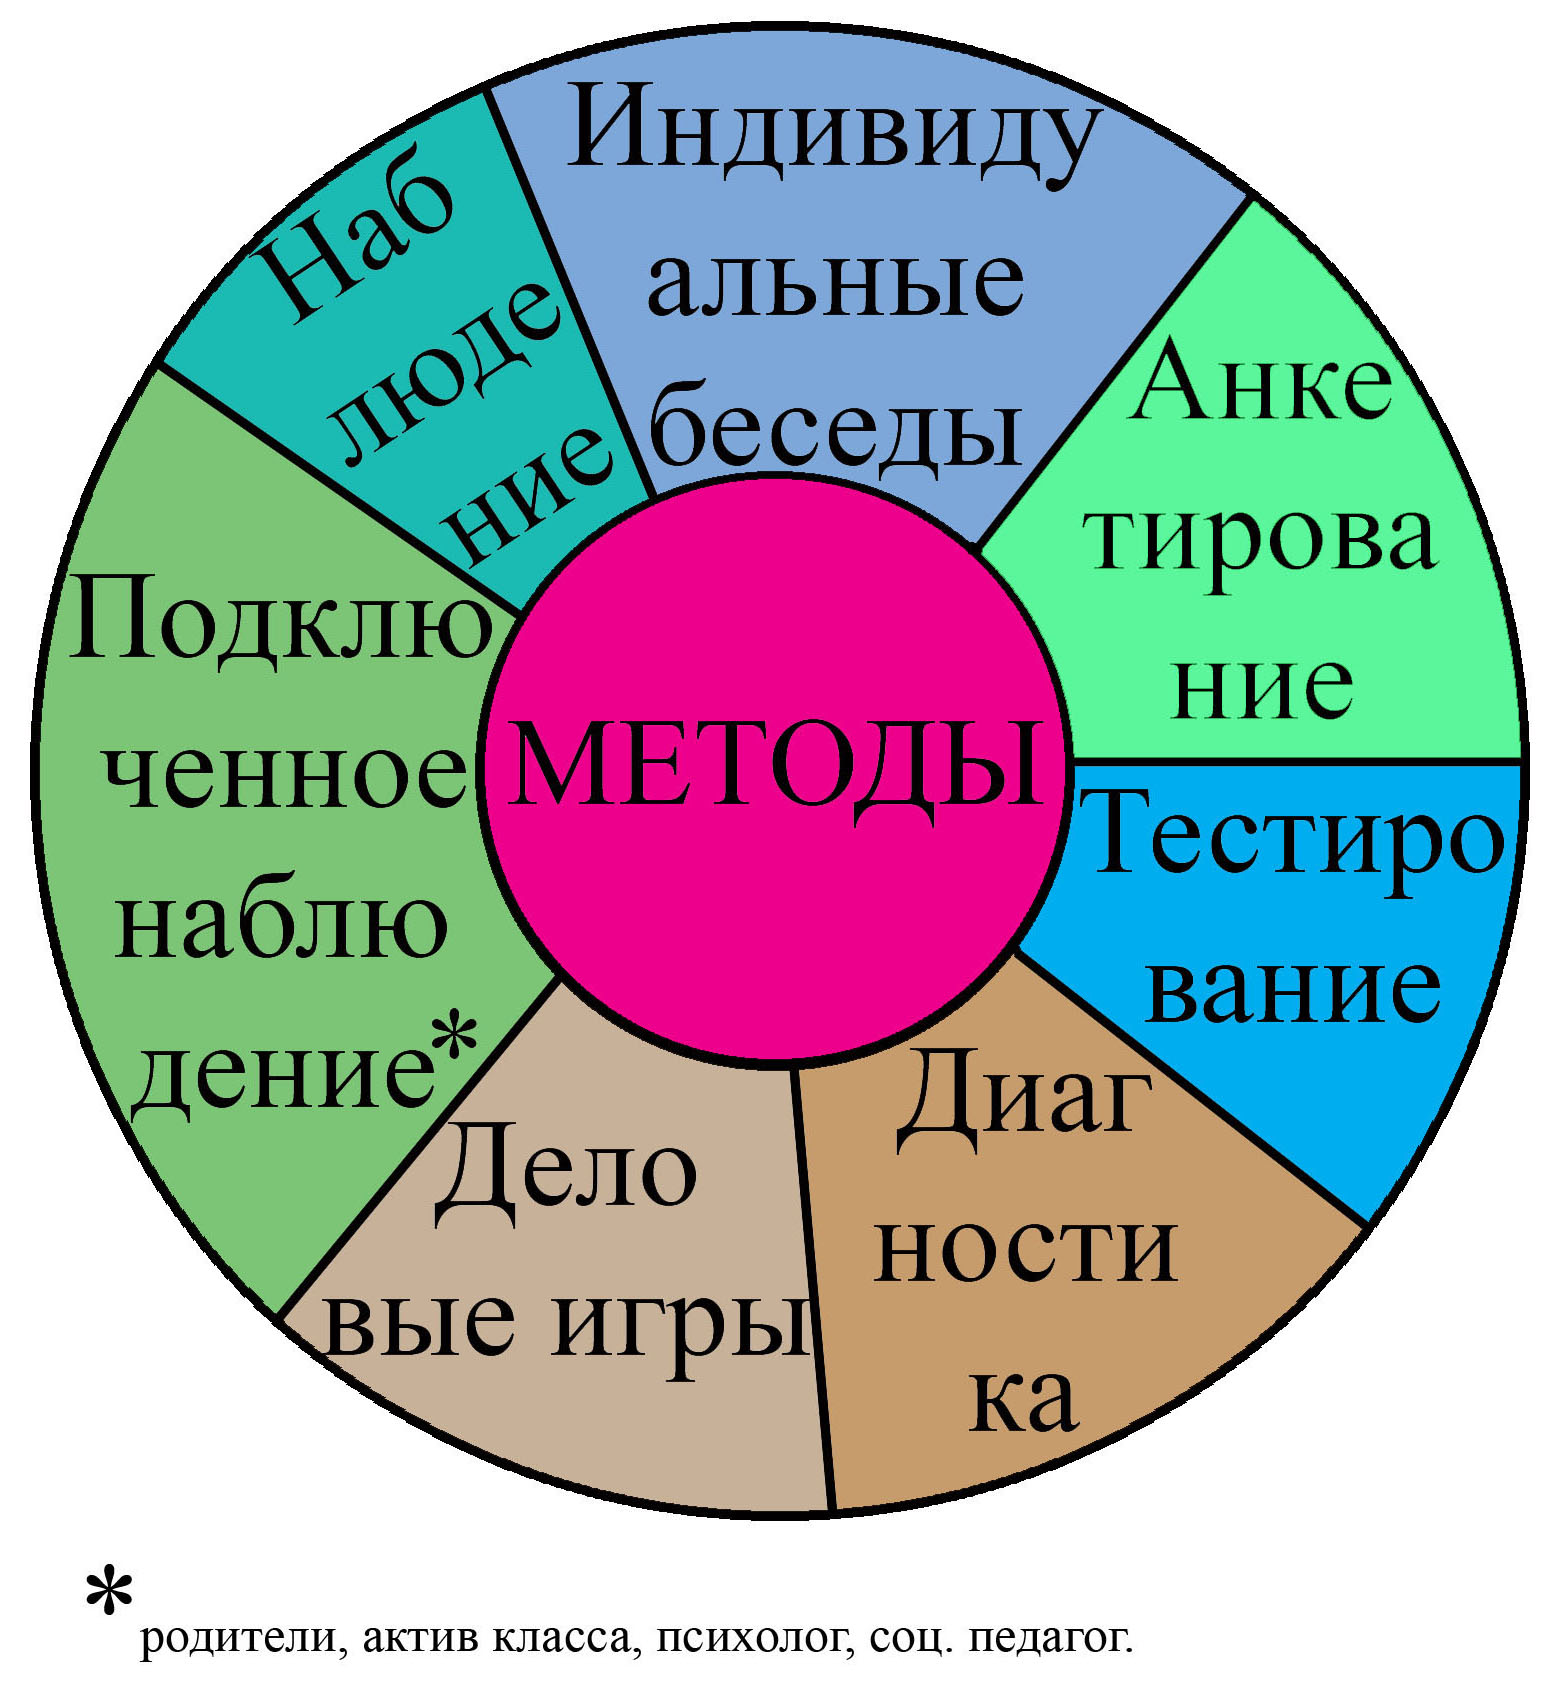 Индивиду
альные
беседы
Анке
тирова
ние
Тестиро
вание
Диаг
ности
ка
Дело
вые игры
Подклю
ченное
наблю
дение*
Наб
люде
ние
МЕТОДЫ
* родители, актив класса, психолог, соц. педагог.